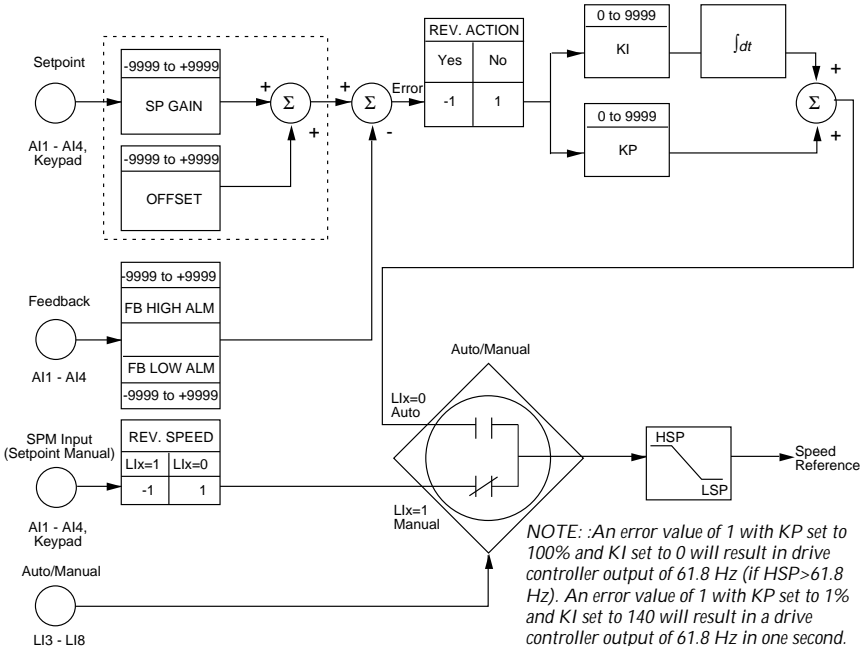 Setpoint
AI1 - AI4,
Keypad
-9999 to +9999
SP GAIN
-9999 to +9999
OFFSET
+
Σ
+
+
Σ
-
Error
REV. ACTION
Yes
No
-1
1
0 to 9999
KI
∫dt
0 to 9999
KP
+
Σ
+
Feedback
AI1 - AI4
-9999 to +9999
FB HIGH ALM
FB LOW ALM
-9999 to +9999
SPM Input
(Setpoint Manual)
AI1 - AI4,
Keypad
REV. SPEED
LIx=1
LIx=0
-1
1
Auto/Manual
LIx=0
Auto
LIx=1
Manual
HSP
LSP
Speed
Reference
Auto/Manual
LI3 - LI8
NOTE: :An error value of 1 with KP set to
100% and KI set to 0 will result in drive
controller output of 61.8 Hz (if HSP>61.8
Hz). An error value of 1 with KP set to 1%
and KI set to 140 will result in a drive
controller output of 61.8 Hz in one second.